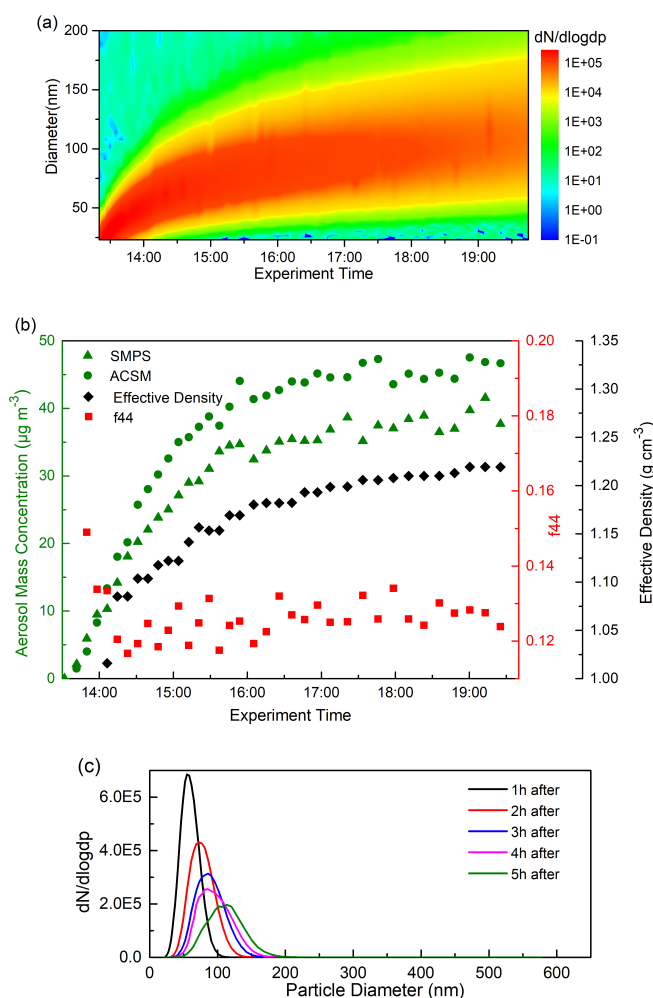 (a)
dN/dlogdp
200
150
100
50
Diameter(nm)
1E+05
1E+04
1E+03
1E+02
1E+01
1E+00
1E-01
14:00 15:00 16:00 17:00 18:00 19:00
Experiment Time
(b)
SMPS
ACSM
Effective Density
f44
50
40
30
20
10
0
Aerosol Mass Concentration (µg m-3)
0.20
0.19
0.18
0.16
0.15
0.14
0.13
0.12
f44
1.35
1.30
1.25
1.20
1.15
1.10
1.05
1.00
Effective Density (g cm-3)
14:00 15:00 16:00 17:00 18:00 19:00
Experiment Time
(c)
6.0E5
4.0E5
2.0E5
0.0
dN/dlogdp
1h after
2h after
3h after
4h after
5h after
0 100 200 300 400 500 600
Particle Diameter (nm)